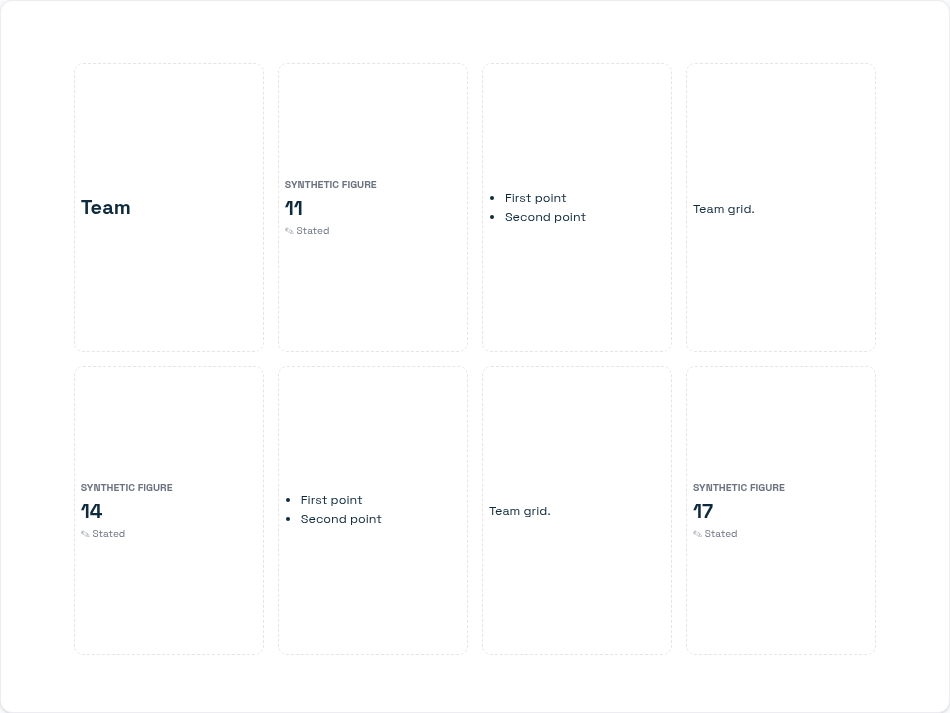 Team
SYNTHETIC FIGURE
11
✎ Stated
• First point
• Second point
Team grid.
SYNTHETIC FIGURE
14
✎ Stated
• First point
• Second point
Team grid.
SYNTHETIC FIGURE
17
✎ Stated